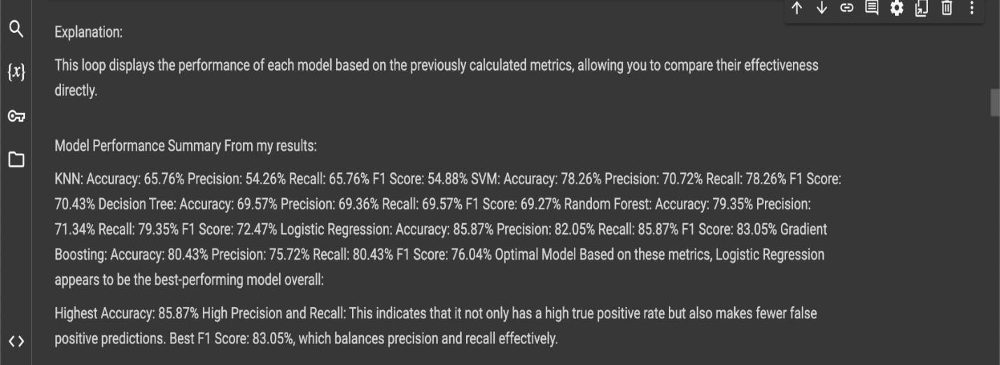 Explanation:
{x}
This loop displays the performance of each model based on the previously calculated metrics, allowing you to compare their effectiveness
directly.
Model Performance Summary From my results:
KNN: Accuracy: 65.76% Precision: 54.26% Recall: 65.76% F1 Score: 54.88% SVM: Accuracy: 78.26% Precision: 70.72% Recall: 78.26% F1 Score:
70.43% Decision Tree: Accuracy: 69.57% Precision: 69.36% Recall: 69.57% F1 Score: 69.27% Random Forest: Accuracy: 79.35% Precision:
71.34% Recall: 79.35% F1 Score: 72.47% Logistic Regression: Accuracy: 85.87% Precision: 82.05% Recall: 85.87% F1 Score: 83.05% Gradient
Boosting: Accuracy: 80.43% Precision: 75.72% Recall: 80.43% F1 Score: 76.04% Optimal Model Based on these metrics, Logistic Regression
appears to be the best-performing model overall:
Highest Accuracy: 85.87% High Precision and Recall: This indicates that it not only has a high true positive rate but also makes fewer false
positive predictions. Best F1 Score: 83.05%, which balances precision and recall effectively.